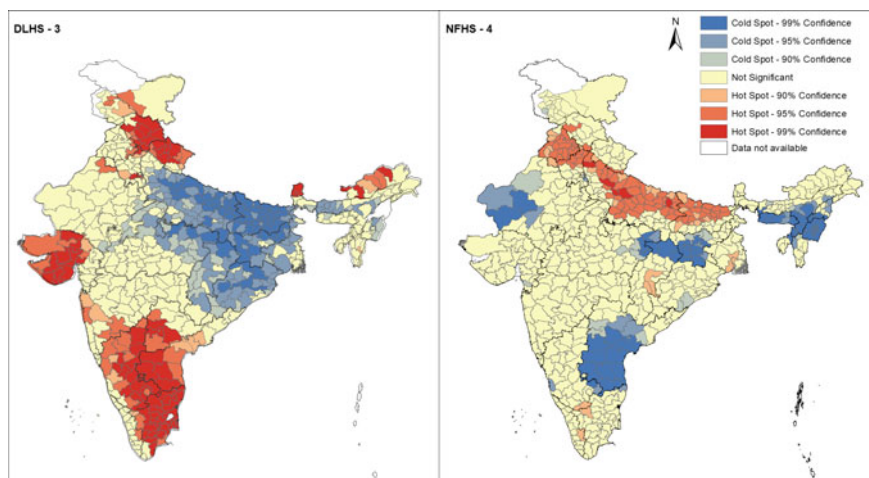 DLHS - 3
NFHS - 4
N
Cold Spot - 99% Confidence
Cold Spot - 95% Confidence
Cold Spot - 90% Confidence
Not Significant
Hot Spot - 90% Confidence
Hot Spot - 95% Confidence
Hot Spot - 99% Confidence
Data not available